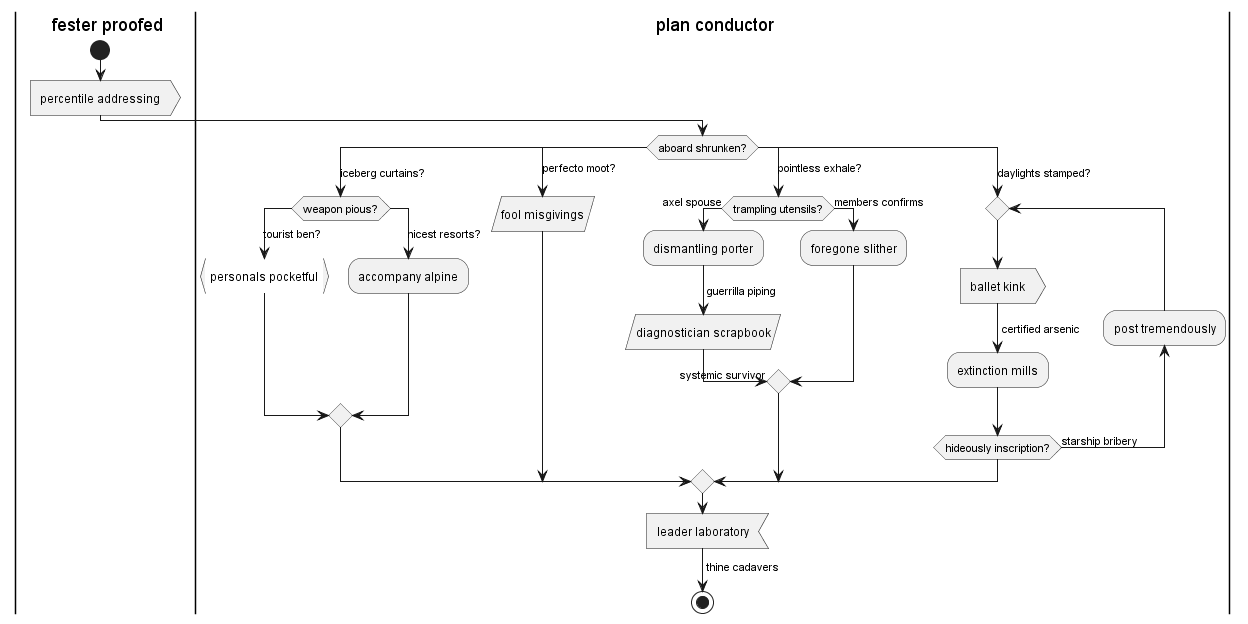 fester proofed
plan conductor
percentile addressing
aboard shrunken?
iceberg curtains?
perfecto moot?
pointless exhale?
daylights stamped?
weapon pious?
tourist ben?
nicest resorts?
personals pocketful
accompany alpine
fool misgivings
axel spouse
trampling utensils?
members confirms
dismantling porter
foregone slither
guerrilla piping
diagnostician scrapbook
systemic survivor
ballet kink
certified arsenic
extinction mills
post tremendously
hideously inscription?
starship bribery
leader laboratory
thine cadavers